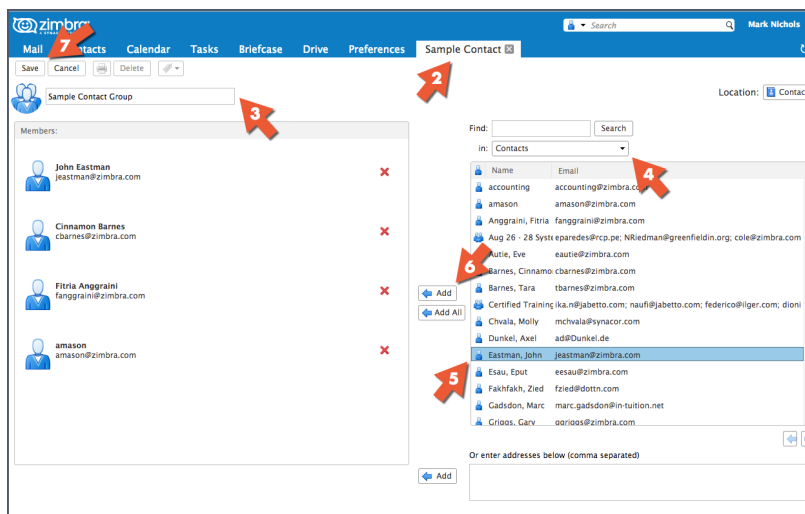 zimbra
Search
Mark Nichols
Mail
Calendar
Tasks
Briefcase
Drive
Preferences
Sample Contact
7
Save
Cancel
Delete
2
Location:
Sample Contact Group
3
Members:
John Eastman
jeastman@zimbra.com
Cinnamon Barnes
cbarnes@zimbra.com
Fitria Anggraini
fanggraini@zimbra.com
amason
amason@zimbra.com
Find:
Search
in:
Contacts
4
Name Email
accounting accounting@zimbra.co
amason amason@zimbra.com
Anggraini, Fitria fanggraini@zimbra.com
Aug 26 - 28 Syste eparedes@rcp.pe; NRiedman@greenfieldin.org; cole@zimbra.com
Autie, Eve eautie@zimbra.com
Barnes, Cinnamo cbarnes@zimbra.com
Barnes, Tara tbarnes@zimbra.com
Certified Training ika.n@jabetto.com; naufi@jabetto.com; federico@ilger.com; dioni
Chvala, Molly mchvala@synacor.com
Dunkel, Axel ad@Dunkel.de
Eastman, John jeastman@zimbra.com
Esau, Eput eesau@zimbra.com
Fakhfakh, Zied fzied@dottn.com
Gadsdon, Marc marc.gadsdon@in-tuition.net
Griggs, Gary ggriggs@zimbra.com
6
Add
Add All
5
Or enter addresses below (comma separated)
Add